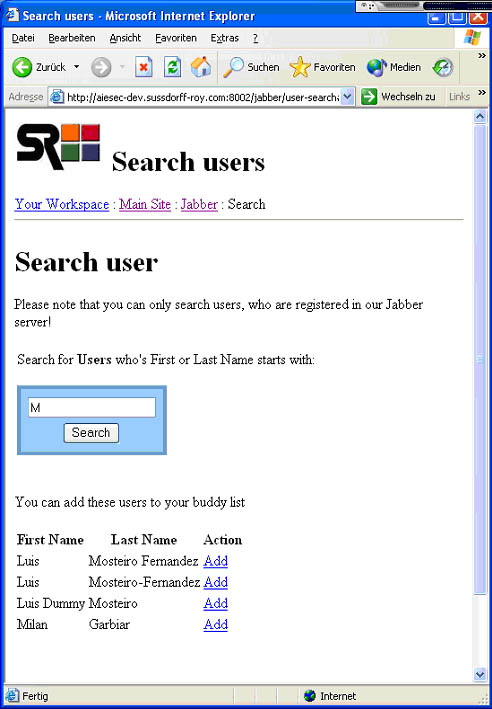 Search users - Microsoft Internet Explorer
Datei Bearbeiten Ansicht Favoriten Extras ?
Zurück Suchen Favoriten Medien
Adresse http://aiesec-dev.sussdorff-roy.com:8002/jabber/user-search. Wechseln zu Links
SR Search users
Your Workspace : Main Site : Jabber : Search
Search user
Please note that you can only search users, who are registered in our Jabber
server!
Search for Users who's First or Last Name starts with:
M
Search
You can add these users to your buddy list
First Name Last Name Action
Luis Mosteiro Fernandez Add
Luis Mosteiro-Fernandez Add
Luis Dummy Mosteiro Add
Milan Garbiar Add
Fertig Internet